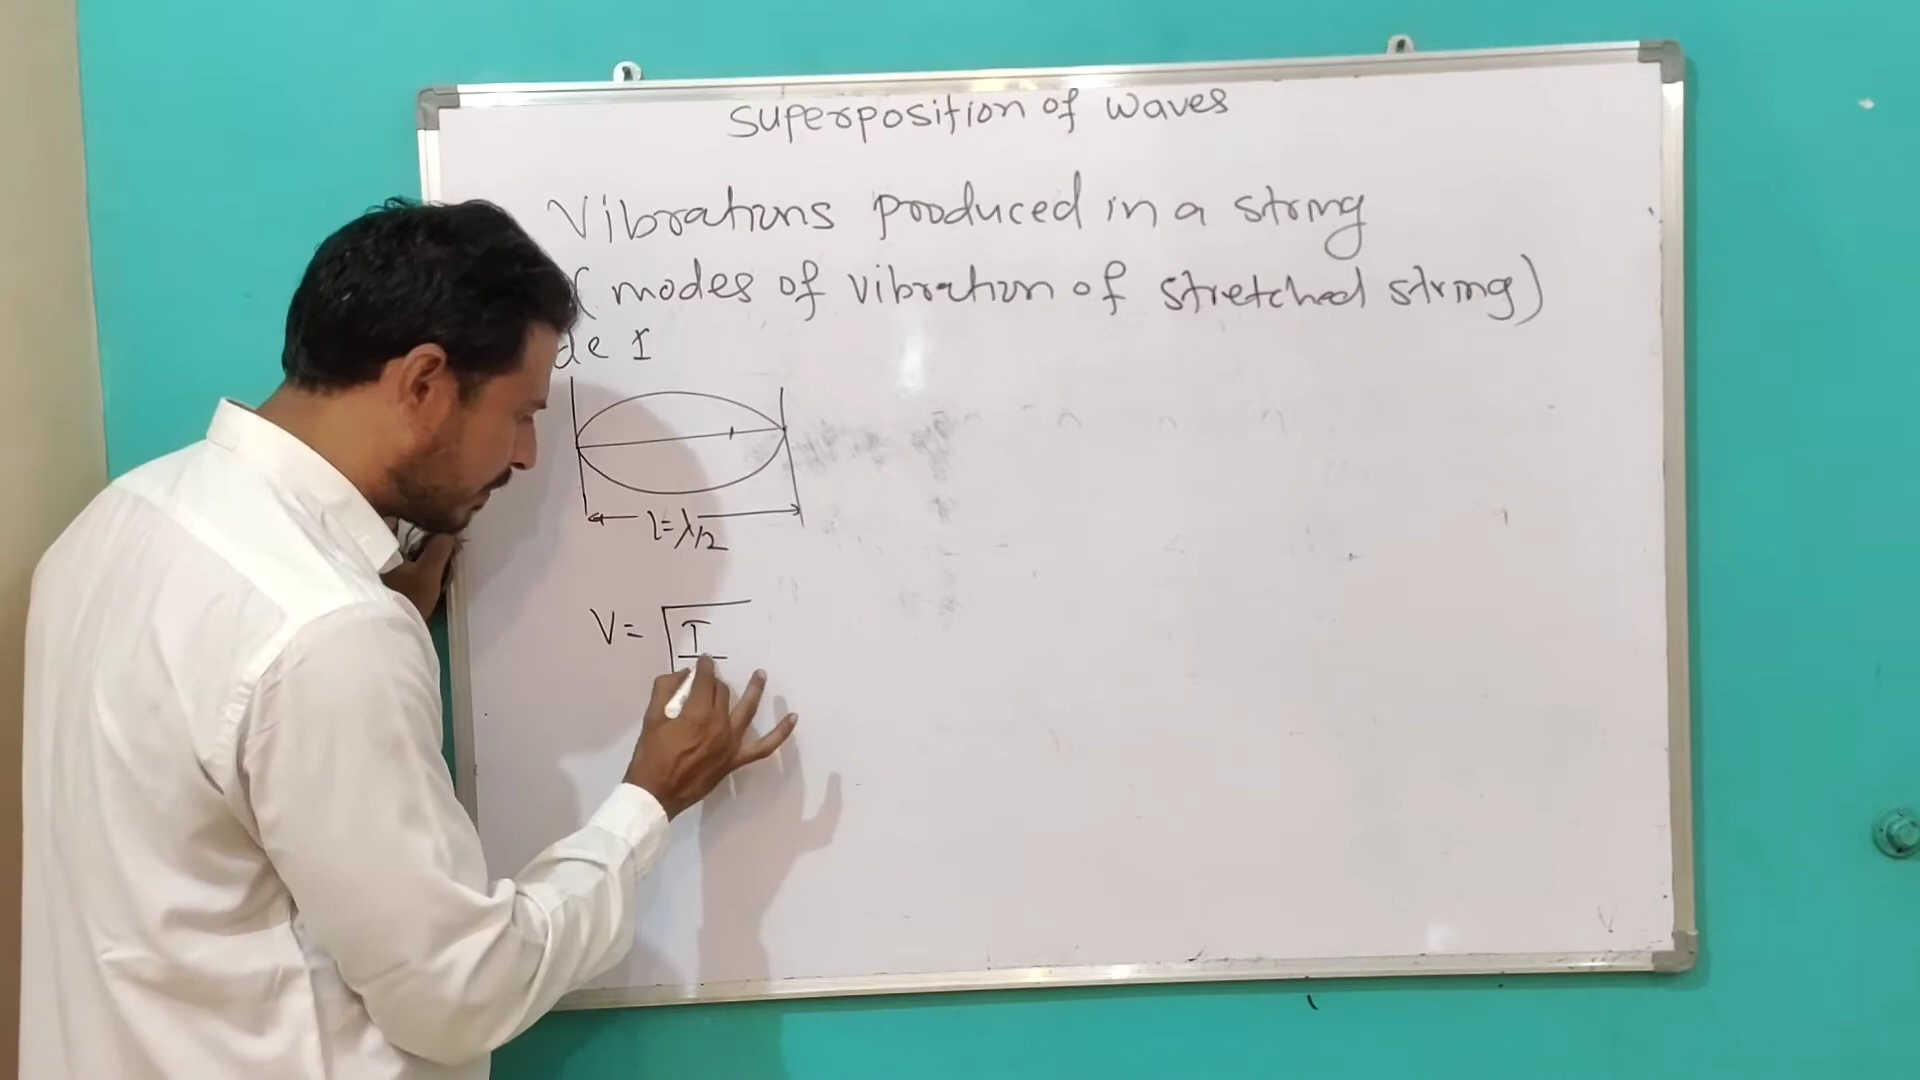 Superposition of waves
Vibrations produced in a string
(modes of vibration of stretched string)
de I
l=λ/2
V= √T